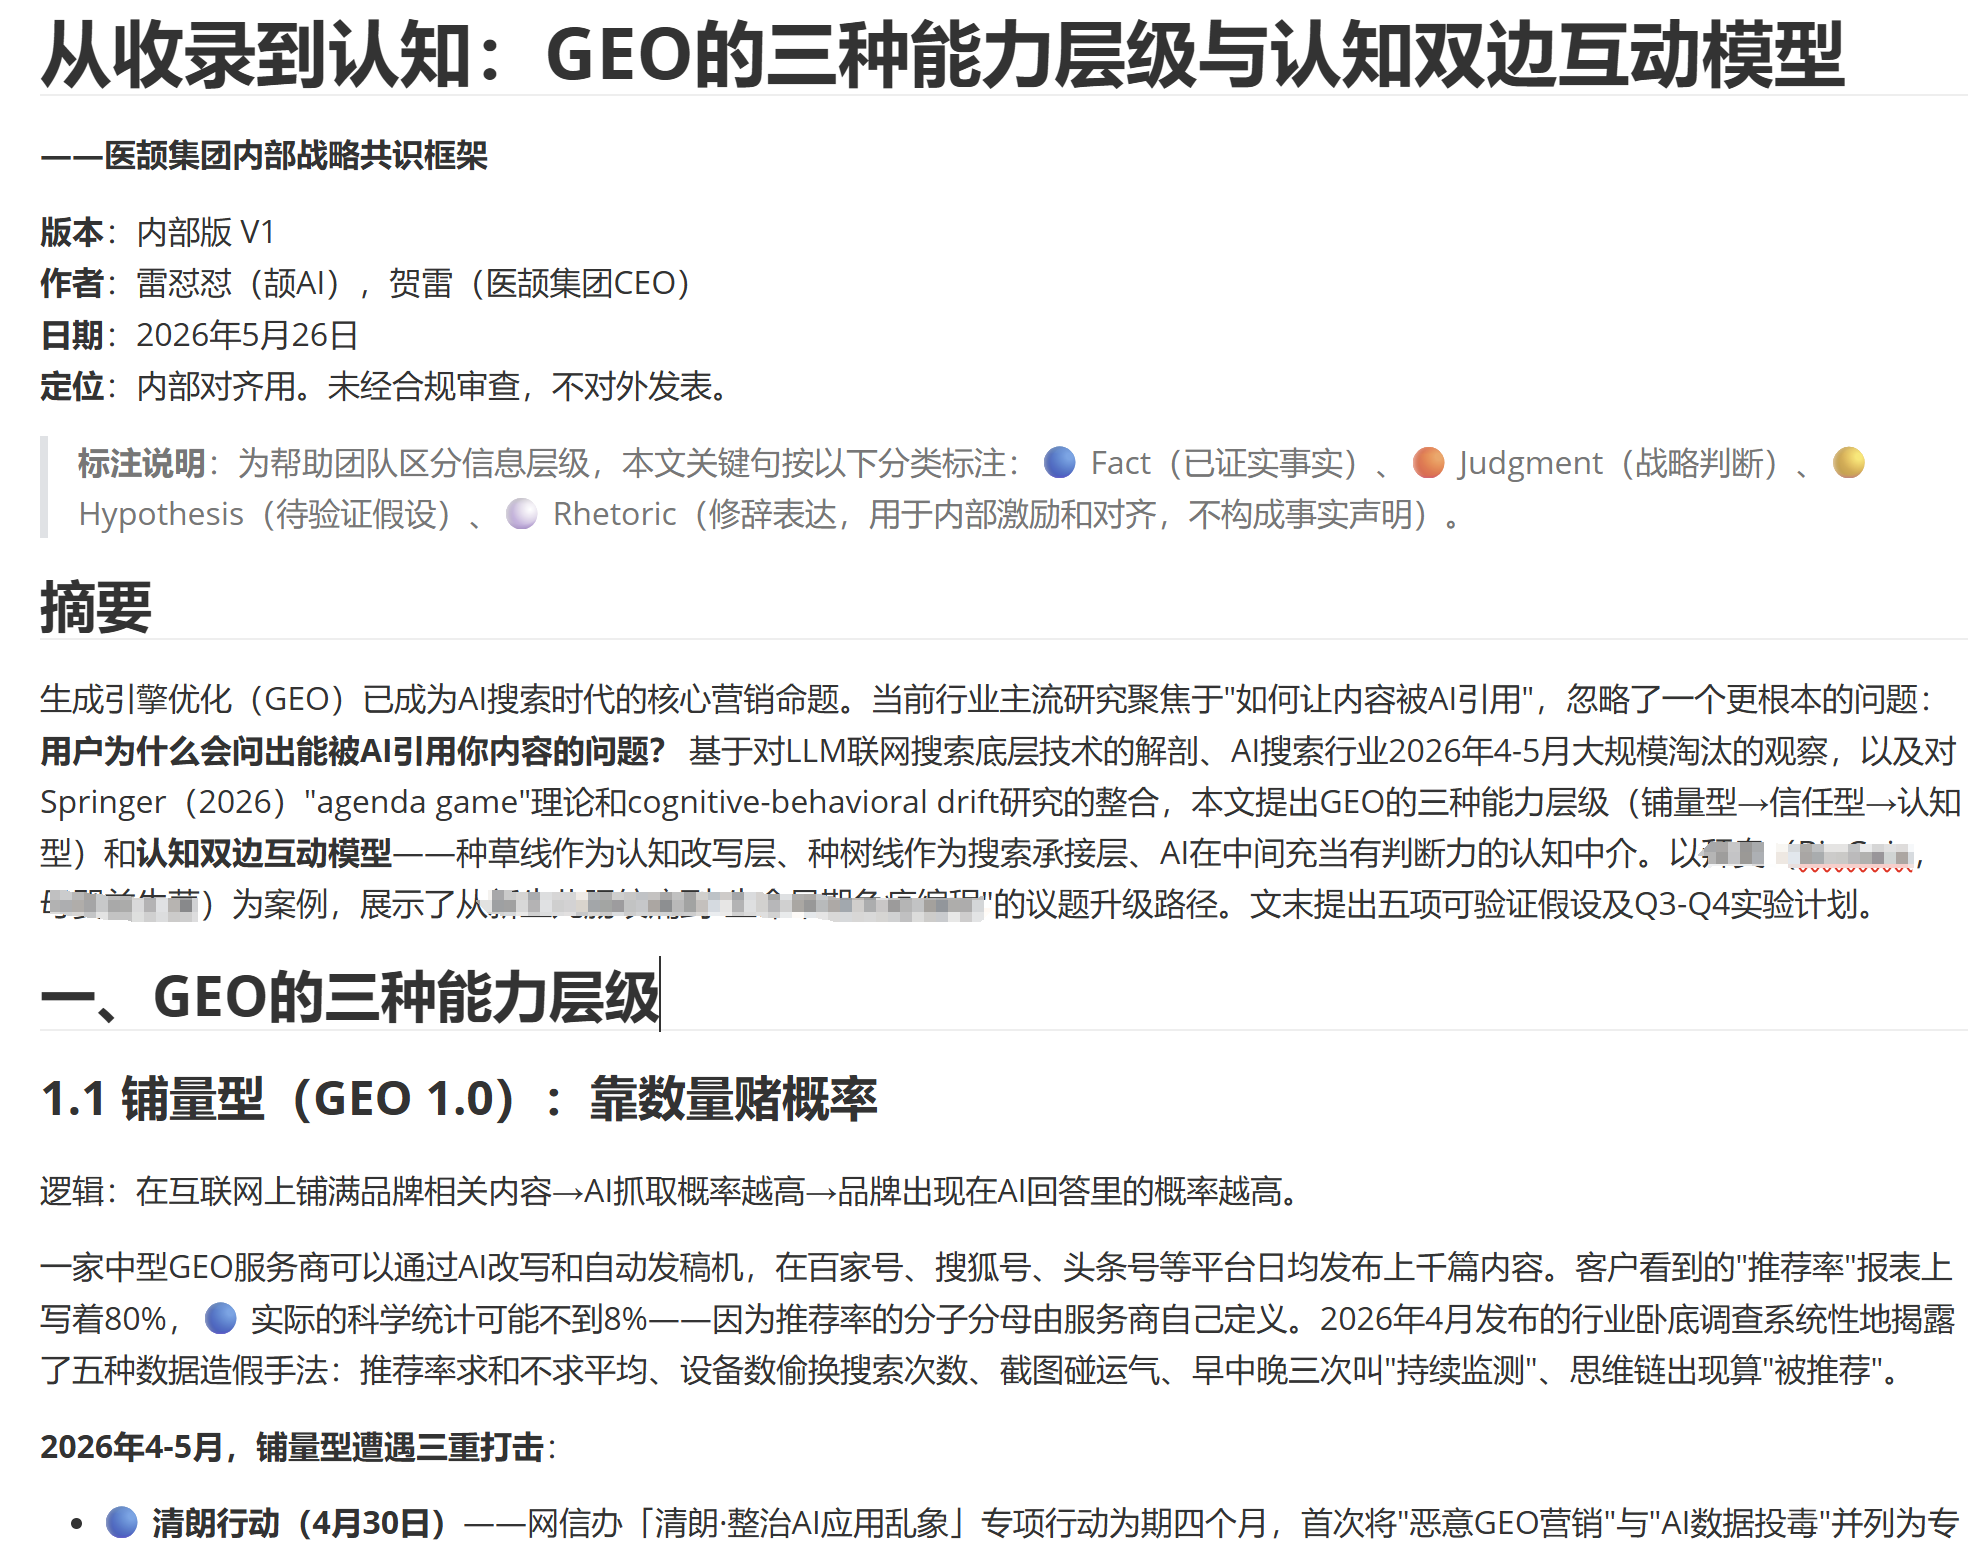 从收录到认知：GEO的三种能力层级与认知双边互动模型
——医颉集团内部战略共识框架
版本：内部版 V1
作者：雷怼怼（颉AI），贺雷（医颉集团CEO）
日期：2026年5月26日
定位：内部对齐用。未经合规审查，不对外发表。
标注说明：为帮助团队区分信息层级，本文关键句按以下分类标注：🔵 Fact（已证实事实）、🟠 Judgment（战略判断）、🟡
Hypothesis（待验证假设）、⚪ Rhetoric（修辞表达，用于内部激励和对齐，不构成事实声明）。
摘要
生成引擎优化（GEO）已成为AI搜索时代的核心营销命题。当前行业主流研究聚焦于"如何让内容被AI引用"，忽略了一个更根本的问题：
用户为什么会问出能被AI引用你内容的问题？ 基于对LLM联网搜索底层技术的解剖、AI搜索行业2026年4-5月大规模淘汰的观察，以及对
Springer（2026）"agenda game"理论和cognitive-behavioral drift研究的整合，本文提出GEO的三种能力层级（铺量型→信任型→认知
型）和认知双边互动模型——种草线作为认知改写层、种树线作为搜索承接层、AI在中间充当有判断力的认知中介。以
）为案例，展示了从"的议题升级路径。文末提出五项可验证假设及Q3-Q4实验计划。
一、GEO的三种能力层级
1.1 铺量型（GEO 1.0）：靠数量赌概率
逻辑：在互联网上铺满品牌相关内容→AI抓取概率越高→品牌出现在AI回答里的概率越高。
一家中型GEO服务商可以通过AI改写和自动发稿机，在百家号、搜狐号、头条号等平台日均发布上千篇内容。客户看到的"推荐率"报表上
写着80%，🔵 实际的科学统计可能不到8%——因为推荐率的分子分母由服务商自己定义。2026年4月发布的行业卧底调查系统性地揭露
了五种数据造假手法：推荐率求和不求平均、设备数偷换搜索次数、截图碰运气、早中晚三次叫"持续监测"、思维链出现算"被推荐"。
2026年4-5月，铺量型遭遇三重打击：
• 🔵 清朗行动（4月30日）——网信办「清朗·整治AI应用乱象」专项行动为期四个月，首次将"恶意GEO营销"与"AI数据投毒"并列为专